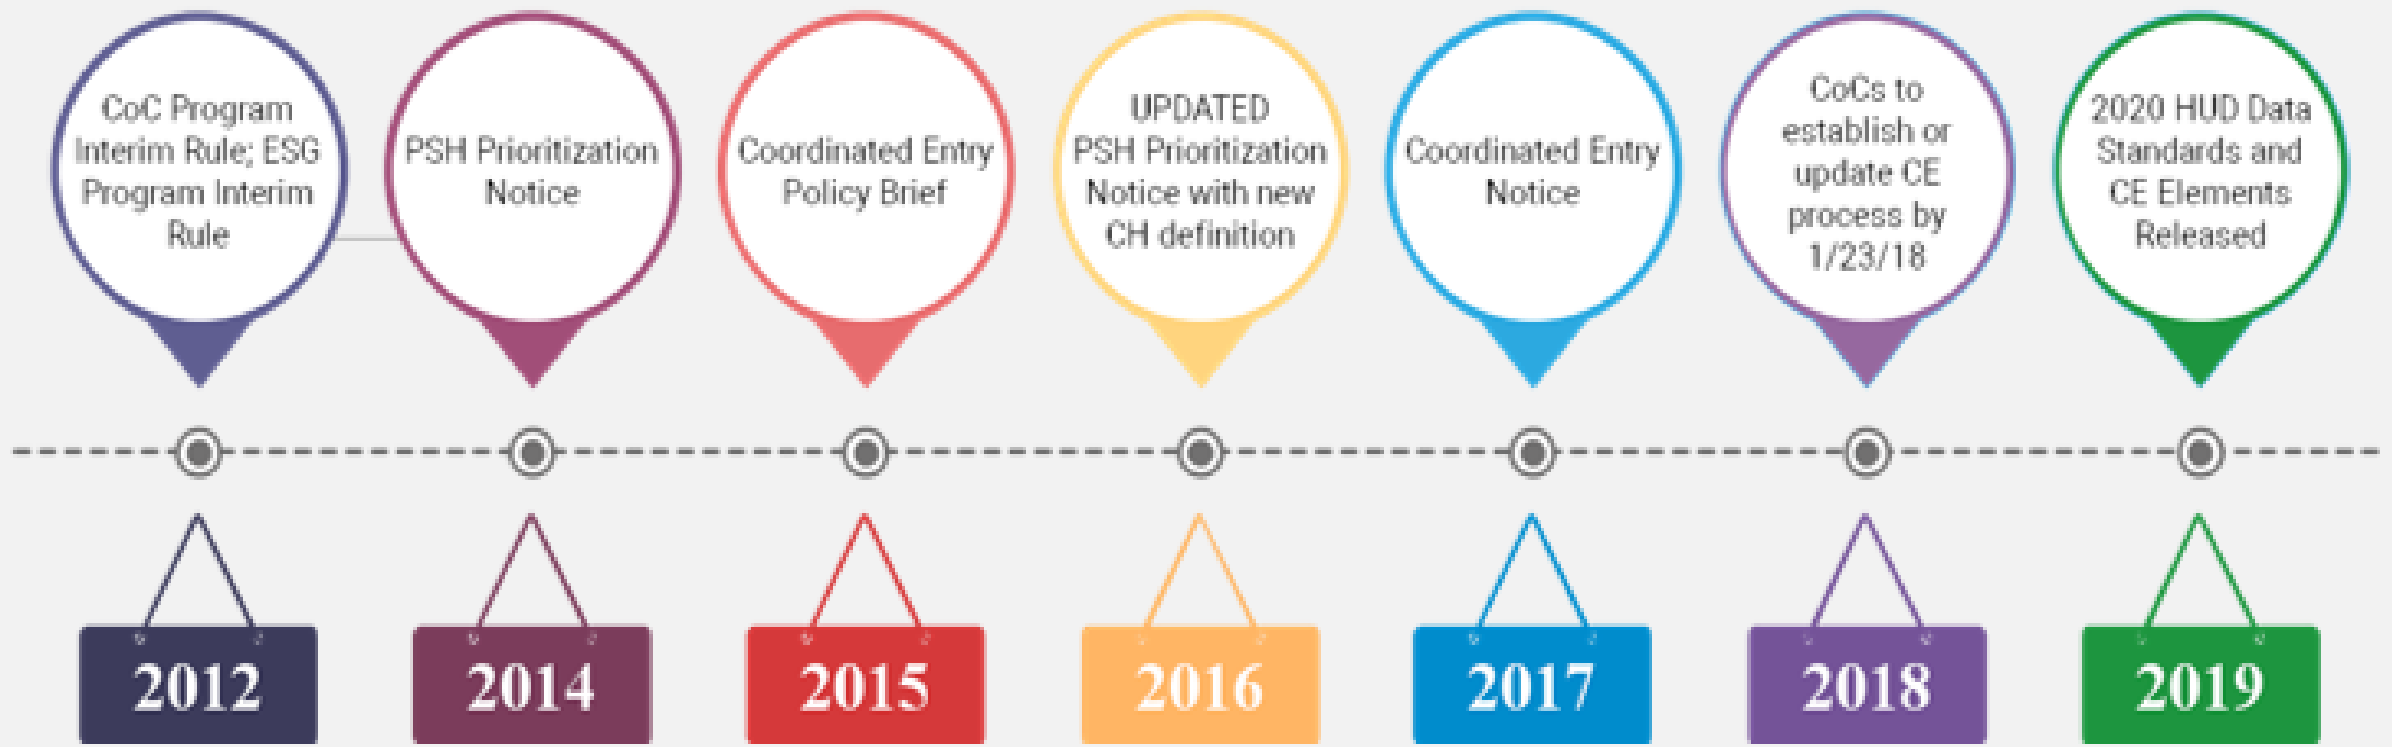 CoC Program
Interim Rule; ESG
Program Interim
Rule
PSH Prioritization
Notice
Coordinated Entry
Policy Brief
UPDATED
PSH Prioritization
Notice with new
CH definition
Coordinated Entry
Notice
CoCs to
establish or
update CE
process by
1/23/18
2020 HUD Data
Standards and
CE Elements
Released
2012
2014
2015
2016
2017
2018
2019